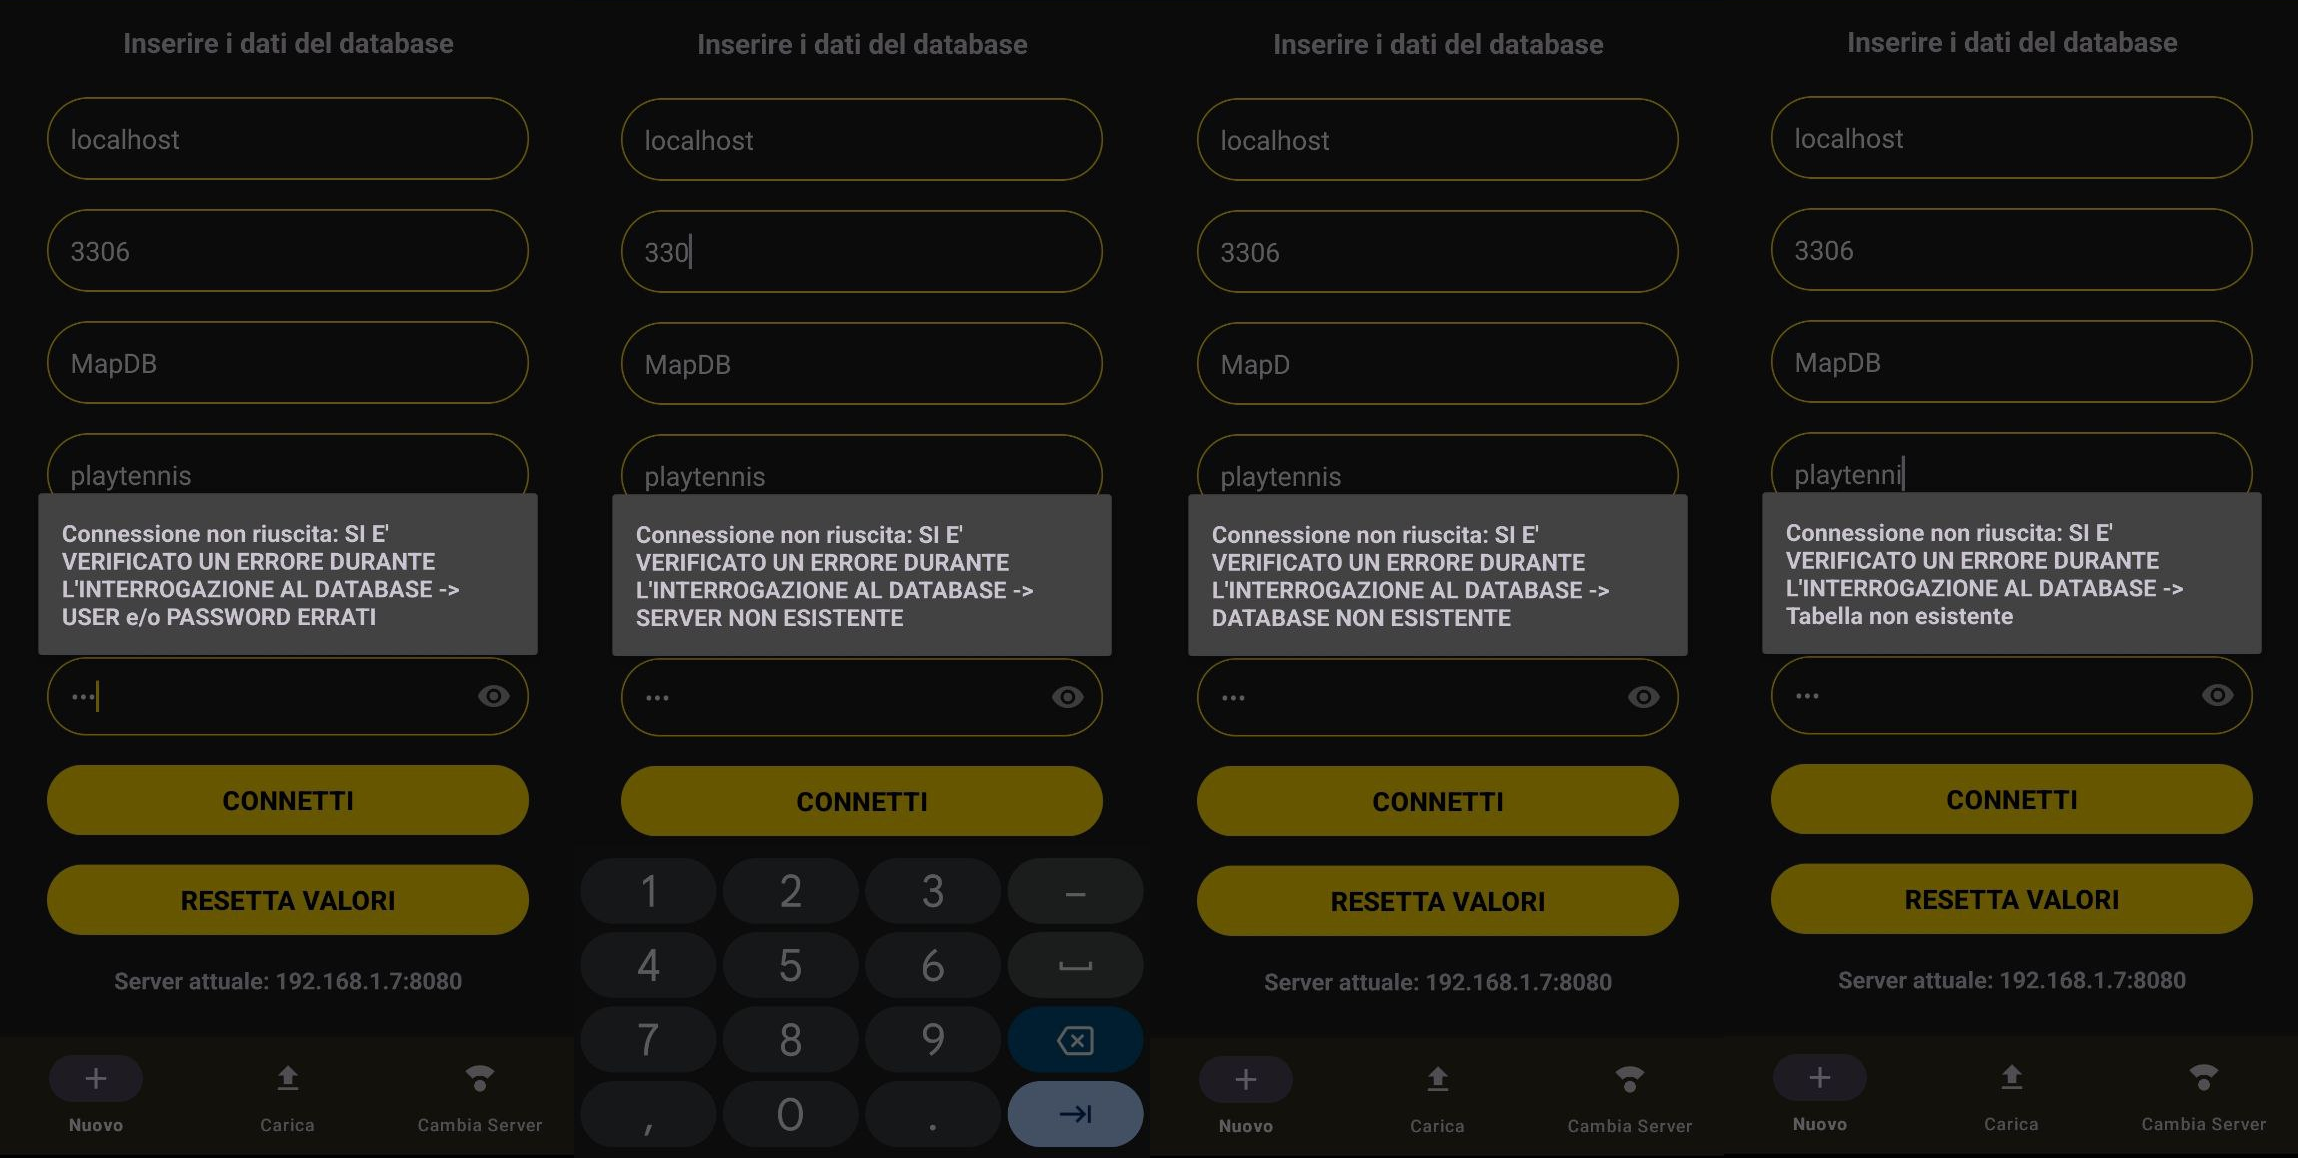 Inserire i dati del database
localhost
3306
MapDB
playtennis
Connessione non riuscita: SI E'
VERIFICATO UN ERRORE DURANTE
L'INTERROGAZIONE AL DATABASE ->
USER e/o PASSWORD ERRATI
•••
CONNETTI
RESETTA VALORI
Server attuale: 192.168.1.7:8080
Nuovo
Carica
Cambia Server
Inserire i dati del database
localhost
330
MapDB
playtennis
Connessione non riuscita: SI E'
VERIFICATO UN ERRORE DURANTE
L'INTERROGAZIONE AL DATABASE ->
SERVER NON ESISTENTE
•••
CONNETTI
1 2 3 –
4 5 6
7 8 9
, 0 .
Inserire i dati del database
localhost
3306
MapD
playtennis
Connessione non riuscita: SI E'
VERIFICATO UN ERRORE DURANTE
L'INTERROGAZIONE AL DATABASE ->
DATABASE NON ESISTENTE
•••
CONNETTI
RESETTA VALORI
Server attuale: 192.168.1.7:8080
Nuovo
Carica
Cambia Server
Inserire i dati del database
localhost
3306
MapDB
playtenni
Connessione non riuscita: SI E'
VERIFICATO UN ERRORE DURANTE
L'INTERROGAZIONE AL DATABASE ->
Tabella non esistente
•••
CONNETTI
RESETTA VALORI
Server attuale: 192.168.1.7:8080
Nuovo
Carica
Cambia Server